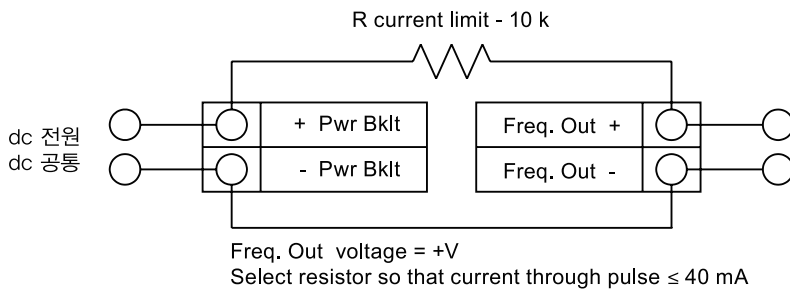 R current limit - 10 k
dc 전원
dc 공통
+ Pwr Bklt
- Pwr Bklt
Freq. Out +
Freq. Out -
Freq. Out voltage = +V
Select resistor so that current through pulse ≤ 40 mA